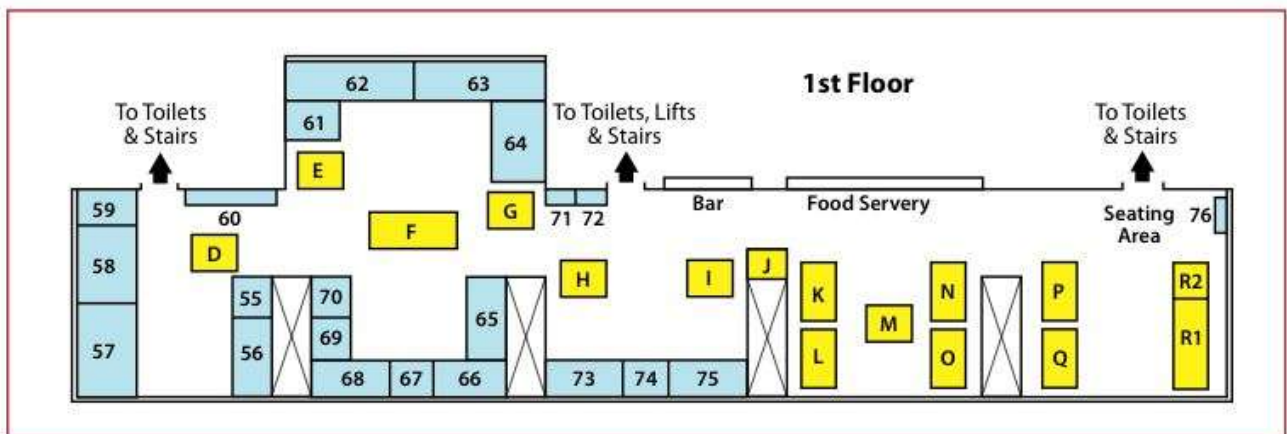 1st Floor
62
63
To Toilets
& Stairs
61
To Toilets, Lifts
& Stairs
To Toilets
& Stairs
64
E
59
60
G
71
72
Bar
Food Servery
Seating
Area
76
F
D
58
H
I
J
K
N
P
R2
55
70
65
M
R1
57
56
69
L
O
Q
68
67
66
73
74
75